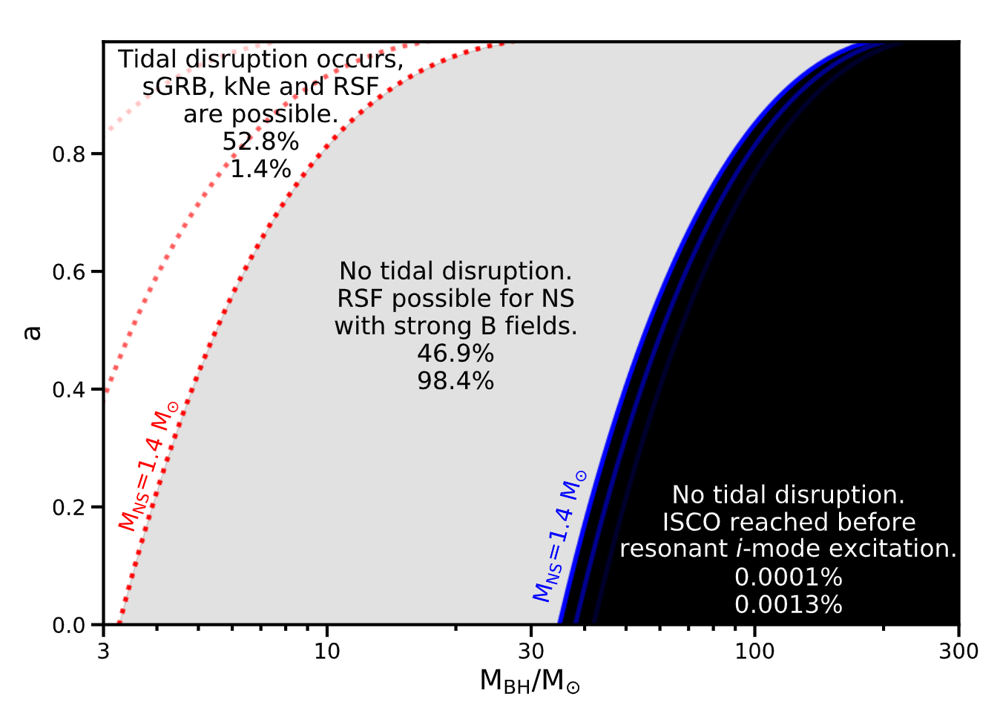 Tidal disruption occurs,
sGRB, kNe and RSF
are possible.
52.8%
1.4%
No tidal disruption.
RSF possible for NS
with strong B fields.
46.9%
98.4%
No tidal disruption.
ISCO reached before
resonant i-mode excitation.
0.0001%
0.0013%
M_NS=1.4 M_⊙
M_NS=1.4 M_⊙
a
0.8
0.6
0.4
0.2
0.0
3 10 30 100 300
M_BH/M_⊙